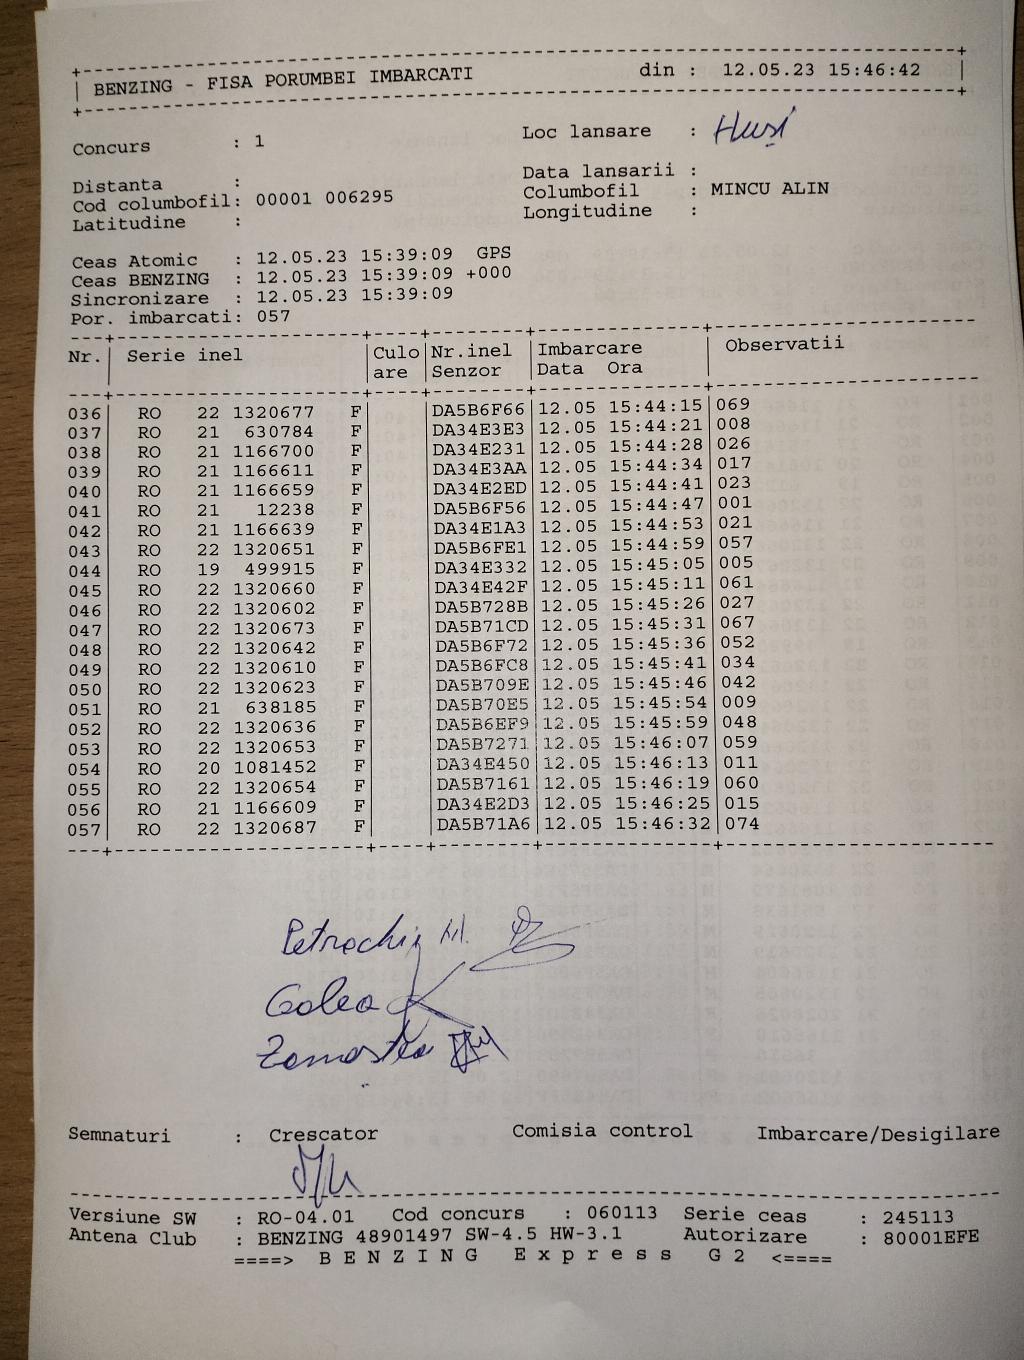 BENZING - FISA PORUMBEI IMBARCATI din : 12.05.23 15:46:42
Concurs : 1 Loc lansare : Huși
Distanta : Data lansarii :
Cod columbofil: 00001 006295 Columbofil : MINCU ALIN
Latitudine : Longitudine :
Ceas Atomic : 12.05.23 15:39:09 GPS
Ceas BENZING : 12.05.23 15:39:09 +000
Sincronizare : 12.05.23 15:39:09
Por. imbarcati: 057
Nr. Serie inel Culo Nr.inel Imbarcare Observatii
are Senzor Data Ora
036 RO 22 1320677 F DA5B6F66 12.05 15:44:15 069
037 RO 21 630784 F DA34E3E3 12.05 15:44:21 008
038 RO 21 1166700 F DA34E231 12.05 15:44:28 026
039 RO 21 1166611 F DA34E3AA 12.05 15:44:34 017
040 RO 21 1166659 F DA34E2ED 12.05 15:44:41 023
041 RO 21 12238 F DA5B6F56 12.05 15:44:47 001
042 RO 21 1166639 F DA34E1A3 12.05 15:44:53 021
043 RO 22 1320651 F DA5B6FE1 12.05 15:44:59 057
044 RO 19 499915 F DA34E332 12.05 15:45:05 005
045 RO 22 1320660 F DA34E42F 12.05 15:45:11 061
046 RO 22 1320602 F DA5B728B 12.05 15:45:26 027
047 RO 22 1320673 F DA5B71CD 12.05 15:45:31 067
048 RO 22 1320642 F DA5B6F72 12.05 15:45:36 052
049 RO 22 1320610 F DA5B6FC8 12.05 15:45:41 034
050 RO 22 1320623 F DA5B709E 12.05 15:45:46 042
051 RO 21 638185 F DA5B70E5 12.05 15:45:54 009
052 RO 22 1320636 F DA5B6EF9 12.05 15:45:59 048
053 RO 22 1320653 F DA5B7271 12.05 15:46:07 059
054 RO 20 1081452 F DA34E450 12.05 15:46:13 011
055 RO 22 1320654 F DA5B7161 12.05 15:46:19 060
056 RO 21 1166609 F DA34E2D3 12.05 15:46:25 015
057 RO 22 1320687 F DA5B71A6 12.05 15:46:32 074
Golea
Semnaturi : Crescator Comisia control Imbarcare/Desigilare
Versiune SW : RO-04.01 Cod concurs : 060113 Serie ceas : 245113
Antena Club : BENZING 48901497 SW-4.5 HW-3.1 Autorizare : 80001EFE
====> B E N Z I N G E x p r e s s G 2 <====